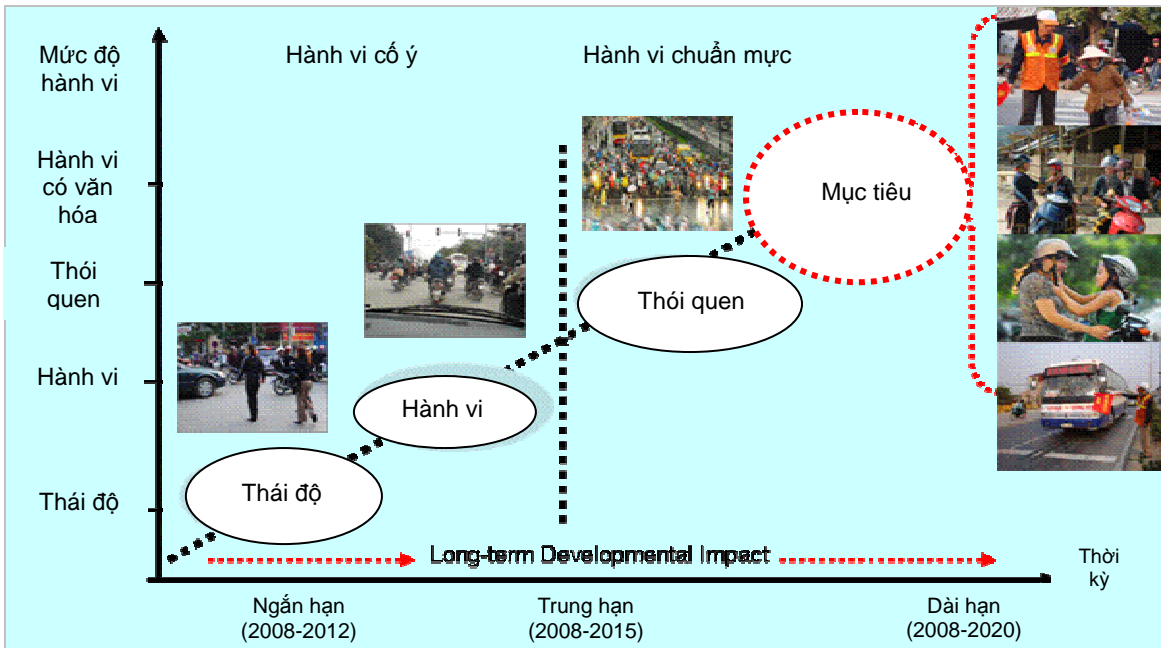 Mức độ
hành vi
Hành vi cố ý
Hành vi chuẩn mực
Hành vi
có văn
hóa
Mục tiêu
Thói
quen
Thói quen
Hành vi
Hành vi
Thái độ
Thái độ
Long-term Developmental Impact
Thời
kỳ
Ngắn hạn
(2008-2012)
Trung hạn
(2008-2015)
Dài hạn
(2008-2020)